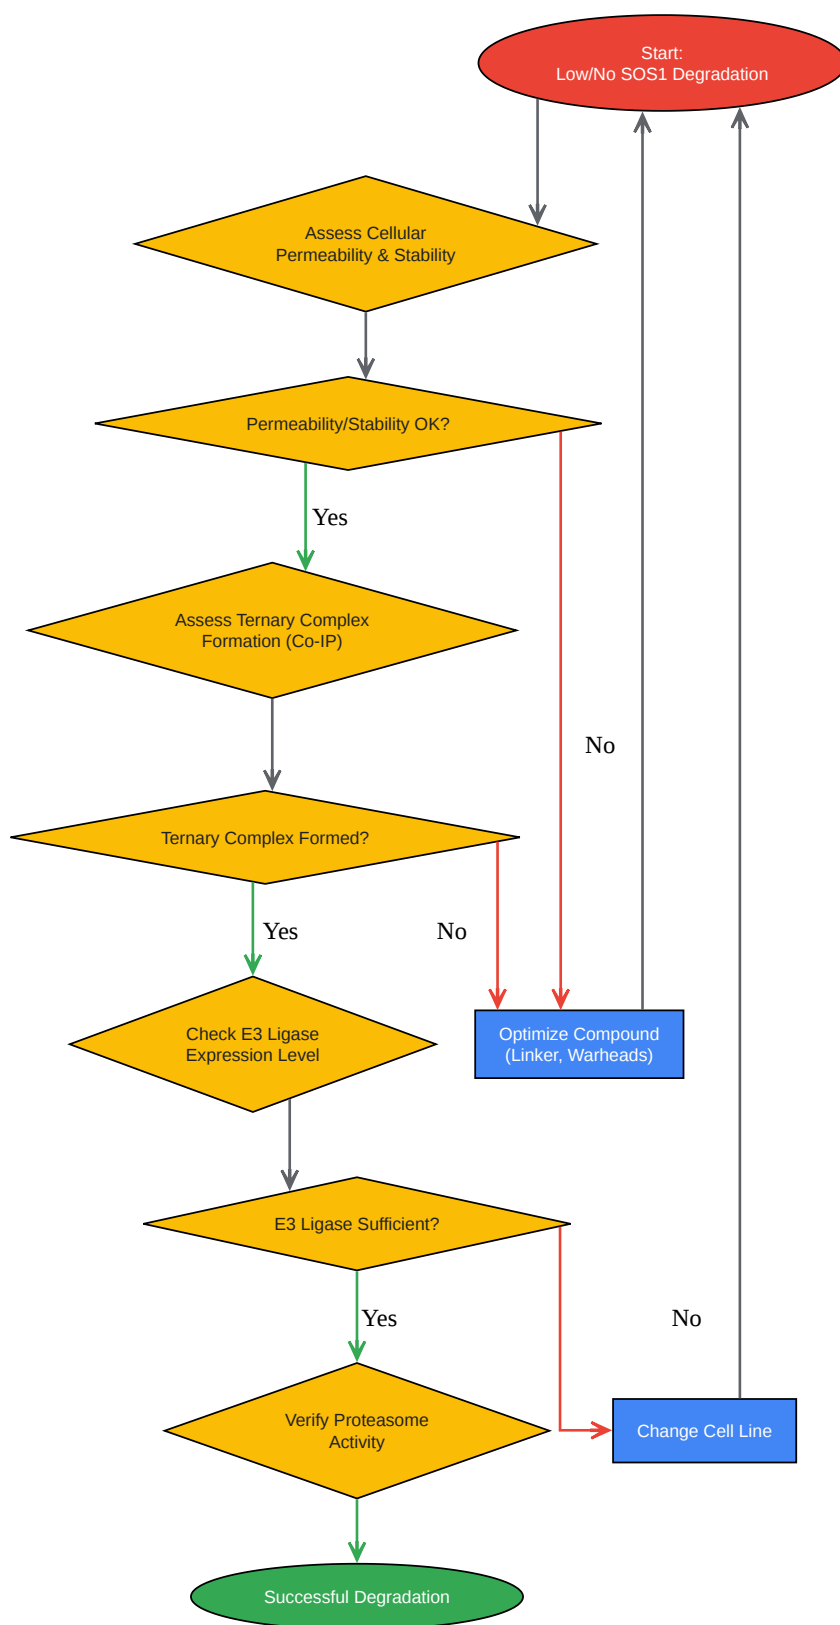 Start:
Low/No SOS1 Degradation
Assess Cellular
Permeability & Stability
Permeability/Stability OK?
Yes
Assess Ternary Complex
Formation (Co-IP)
No
Ternary Complex Formed?
Yes
No
Check E3 Ligase
Expression Level
Optimize Compound
(Linker, Warheads)
E3 Ligase Sufficient?
Yes
No
Verify Proteasome
Activity
Change Cell Line
Successful Degradation